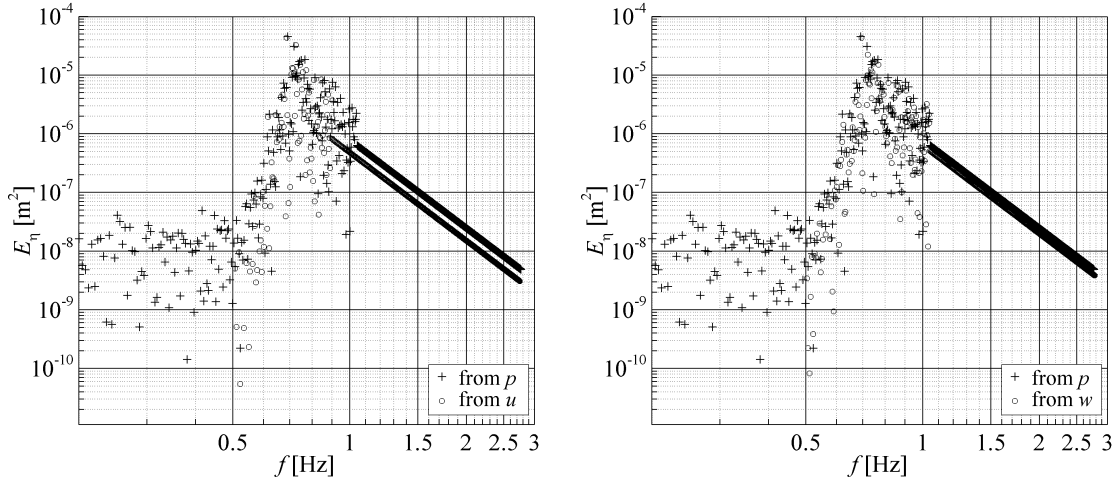 10^-4
10^-5
10^-6
10^-7
10^-8
10^-9
10^-10
E_η [m^2]
0.5 1 1.5 2 2.5 3
f [Hz]
+ from p
○ from u
10^-4
10^-5
10^-6
10^-7
10^-8
10^-9
10^-10
E_η [m^2]
0.5 1 1.5 2 2.5 3
f [Hz]
+ from p
○ from w